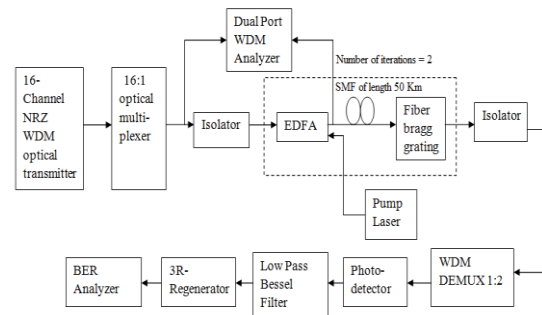 Dual Port
WDM
Analyzer
Number of iterations = 2
16-
Channel
NRZ
WDM
optical
transmitter
16:1
optical
multi-
plexer
Isolator
EDFA
SMF of length 50 Km
Fiber
bragg
grating
Isolator
Pump
Laser
BER
Analyzer
3R-
Regenerator
Low Pass
Bessel
Filter
Photo-
detector
WDM
DEMUX 1:2